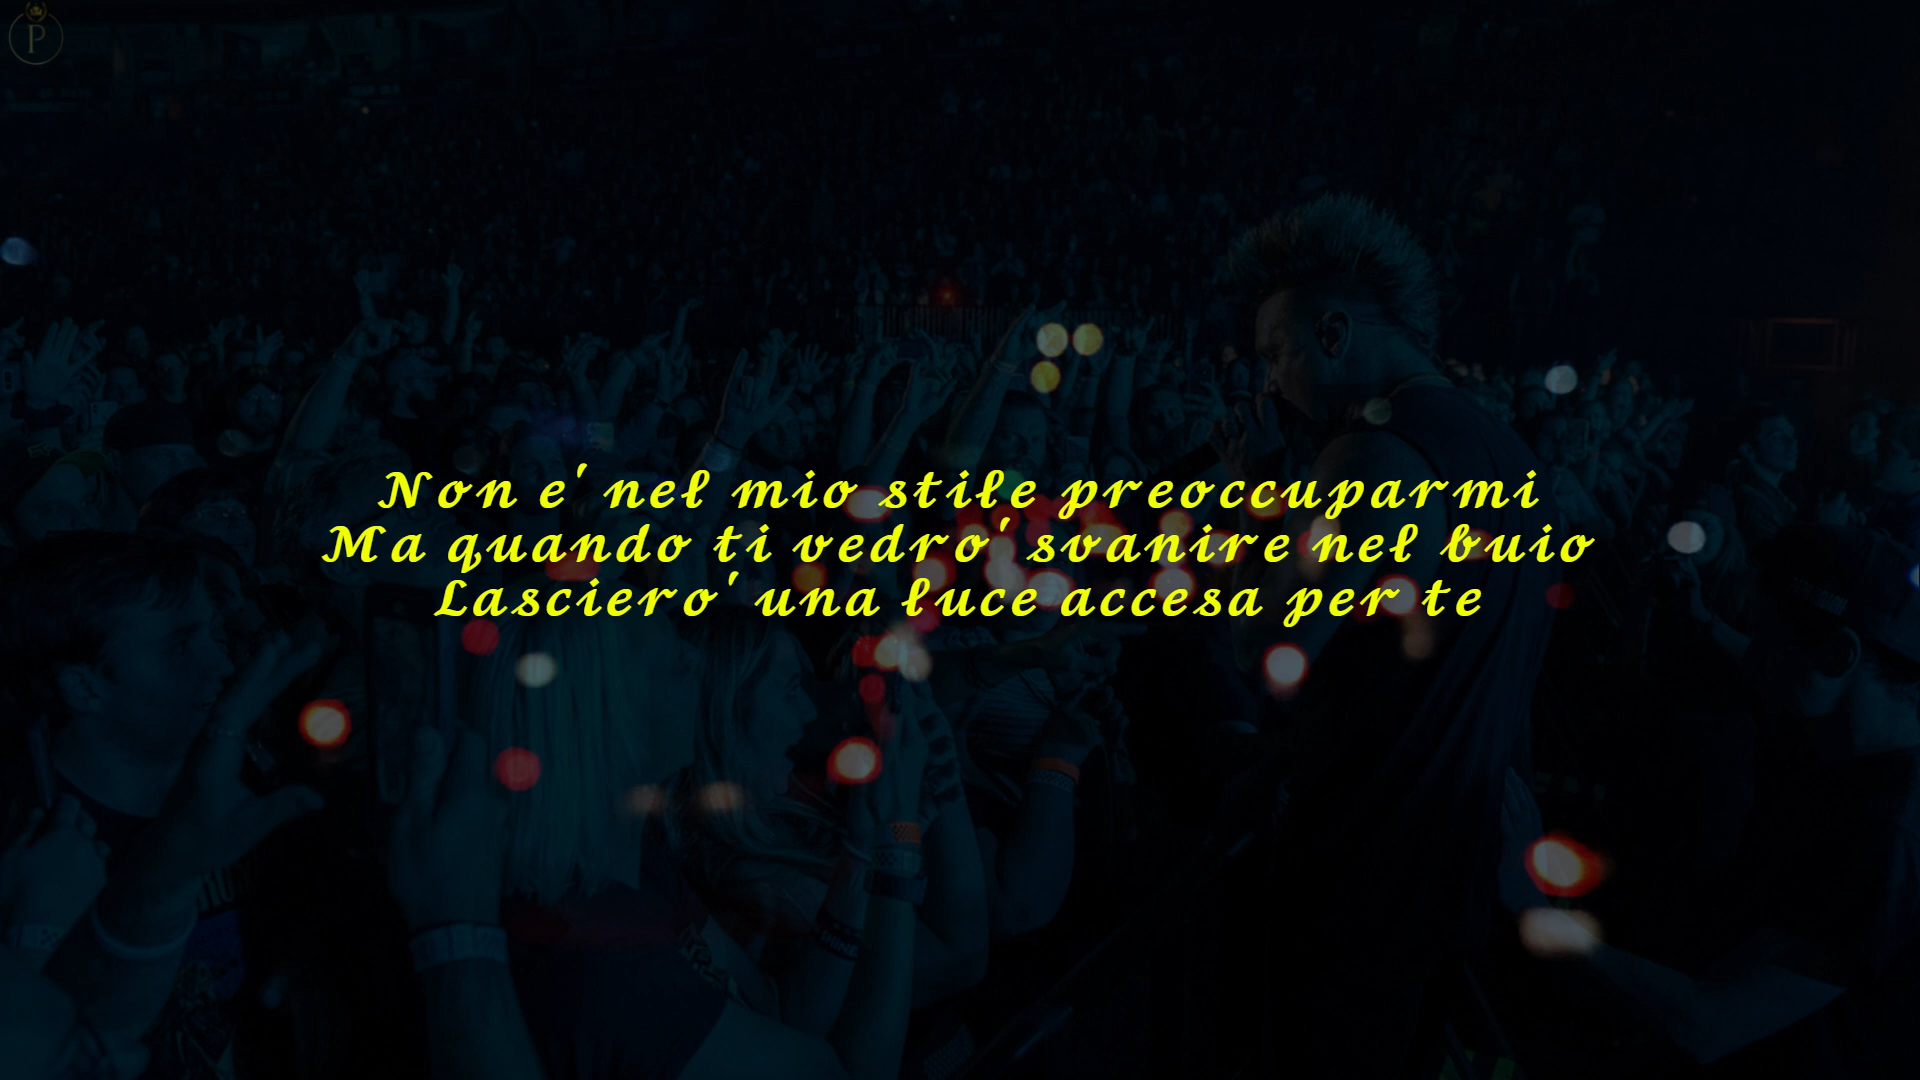 P
Non e' nel mio stile preoccuparmi
Ma quando ti vedro' svanire nel buio
Lasciero' una luce accesa per te